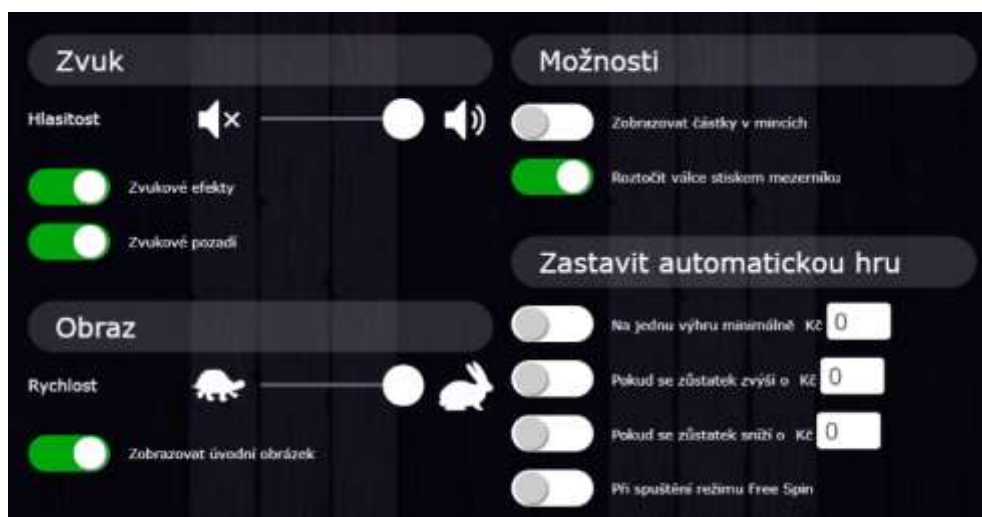 Zvuk
Hlasitost
Zvukové efekty
Zvukové pozadí
Obraz
Rychlost
Zobrazovat úvodní obrázek
Možnosti
Zobrazovat částky v mincích
Roztočit válce stiskem mezerníku
Zastavit automatickou hru
Na jednu výhru minimálně Kč 0
Pokud se zůstatek zvýší o Kč 0
Pokud se zůstatek sníží o Kč 0
Při spuštění režimu Free Spin